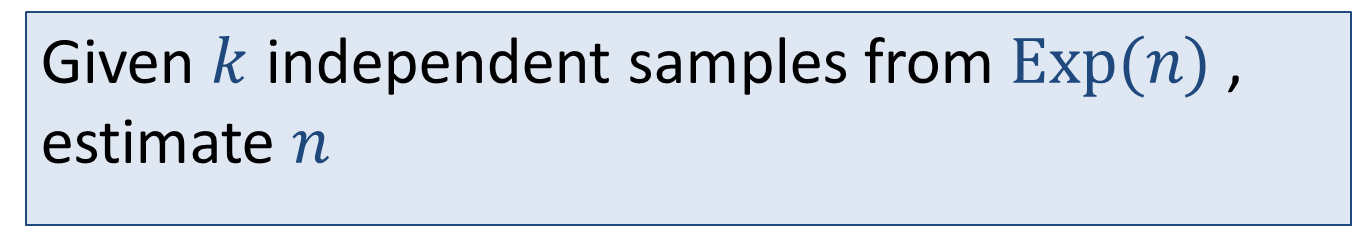 Given k independent samples from Exp(n) ,
estimate n